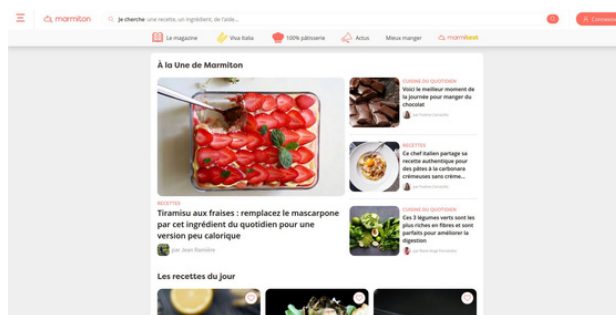 marmiton
Je cherche une recette, un ingrédient, de l'aide...
Connexion
Le magazine
Viva Italia
100% pâtisserie
Actus
Mieux manger
marmikesk
À la Une de Marmiton
RECETTES
Tiramisu aux fraises : remplacez le mascarpone
par cet ingrédient du quotidien pour une
version peu calorique
par Jean Ramière
CUISINE DU QUOTIDIEN
Voici le meilleur moment de
la journée pour manger du
chocolat
RECETTES
Ce chef italien partage sa
recette authentique pour
des pâtes à la carbonara
crémeuses sans crème...
CUISINE DU QUOTIDIEN
Ces 3 légumes verts sont les
plus riches en fibres et sont
parfaits pour améliorer la
digestion
Les recettes du jour